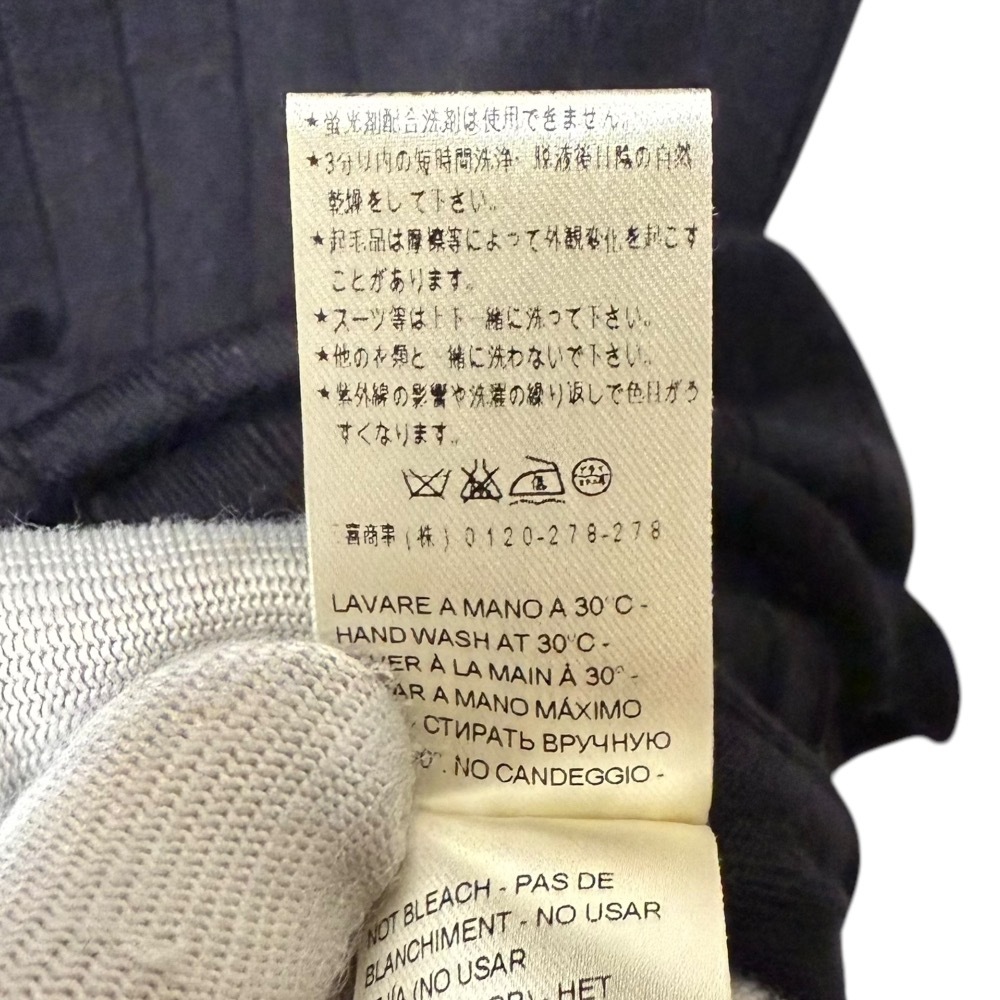 ★蛍光剤配合洗剤は使用できません。
★3分以内の短時間洗浄・脱液後日陰の自然
乾燥をして下さい。
★起毛品は摩擦等によって外観変化を起こす
ことがあります。
★スーツ等は上下一緒に洗って下さい。
★他の衣類と一緒に洗わないで下さい。
★紫外線の影響や洗濯の繰り返しで色目がうすくなります。
三喜商事(株) 0120-278-278
LAVARE A MANO A 30°C -
HAND WASH AT 30°C -
À LA MAIN À 30° -
A MANO MÁXIMO
СТИРАТЬ ВРУЧНУЮ
NO CANDEGGIO -
NOT BLEACH - PAS DE
BLANCHIMENT - NO USAR
(NO USAR
НЕТ